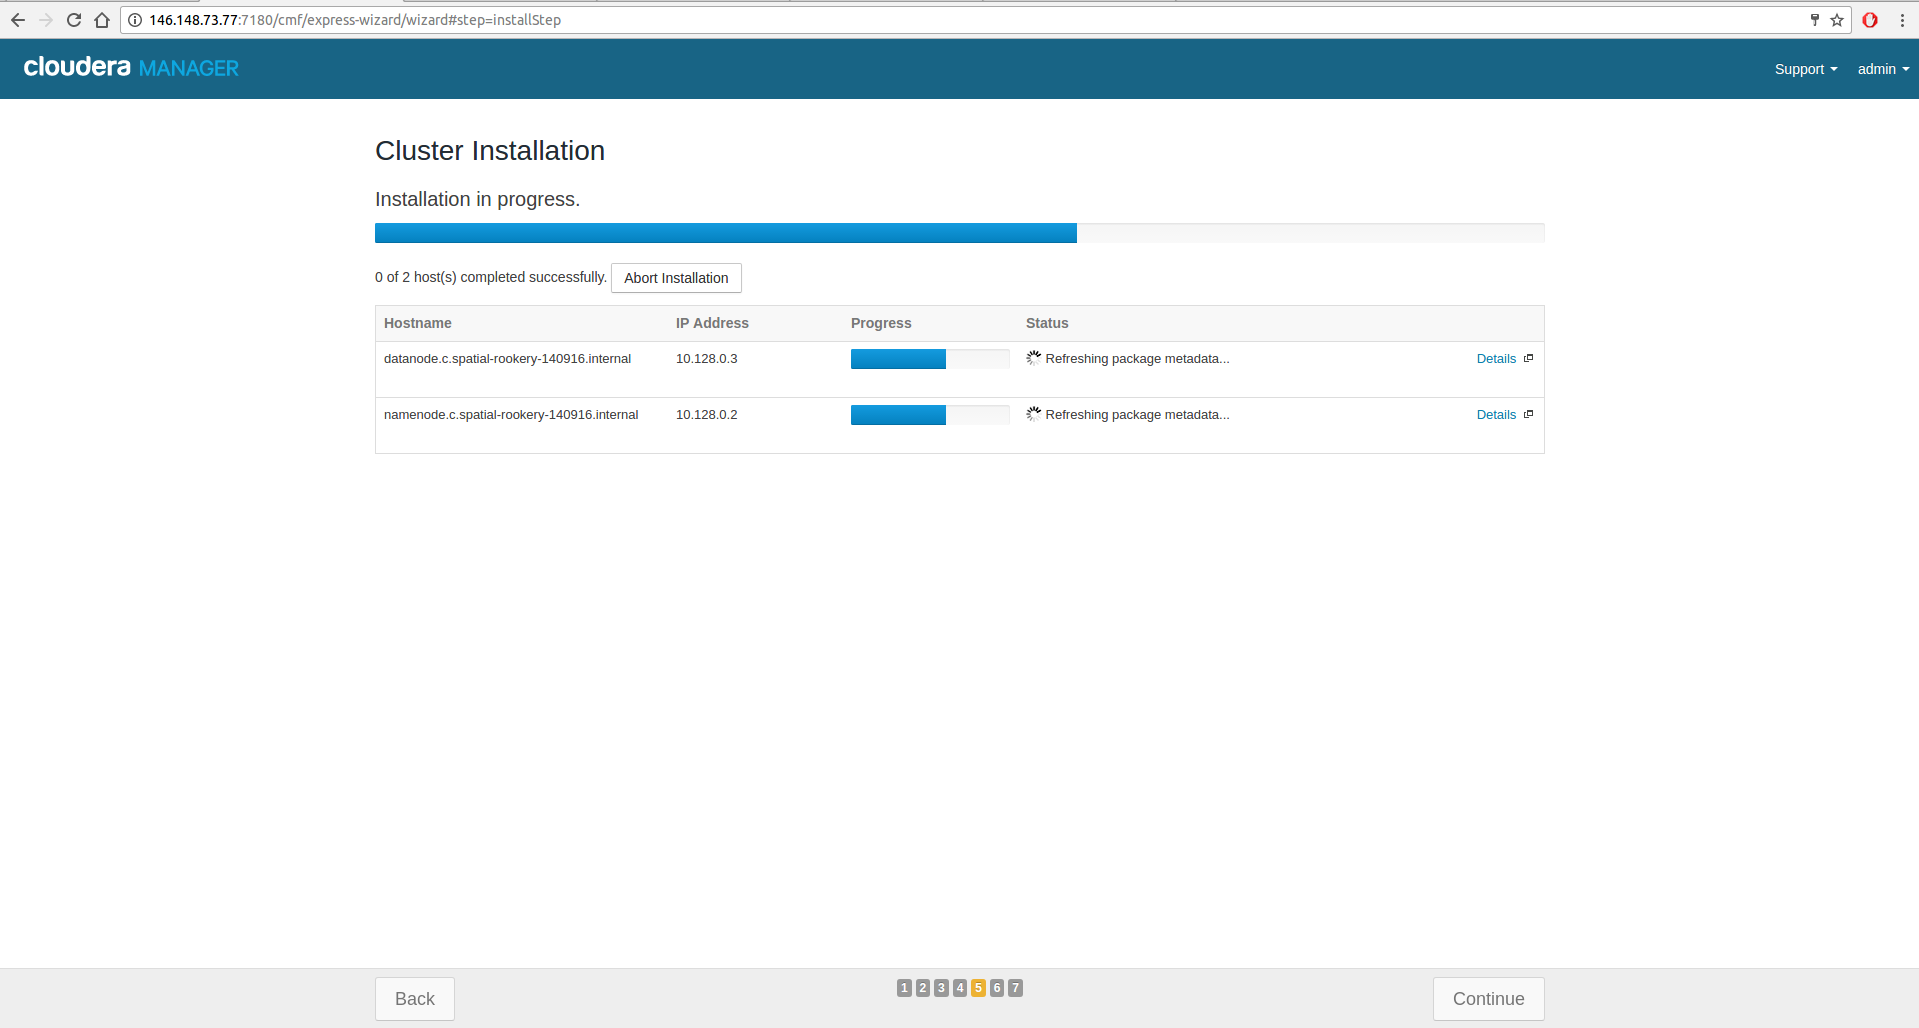 146.148.73.77:7180/cmf/express-wizard/wizard#step=installStep
cloudera MANAGER
Support admin
Cluster Installation
Installation in progress.
0 of 2 host(s) completed successfully. Abort Installation
Hostname IP Address Progress Status
datanode.c.spatial-rookery-140916.internal 10.128.0.3 Refreshing package metadata... Details
namenode.c.spatial-rookery-140916.internal 10.128.0.2 Refreshing package metadata... Details
Back 1 2 3 4 5 6 7 Continue